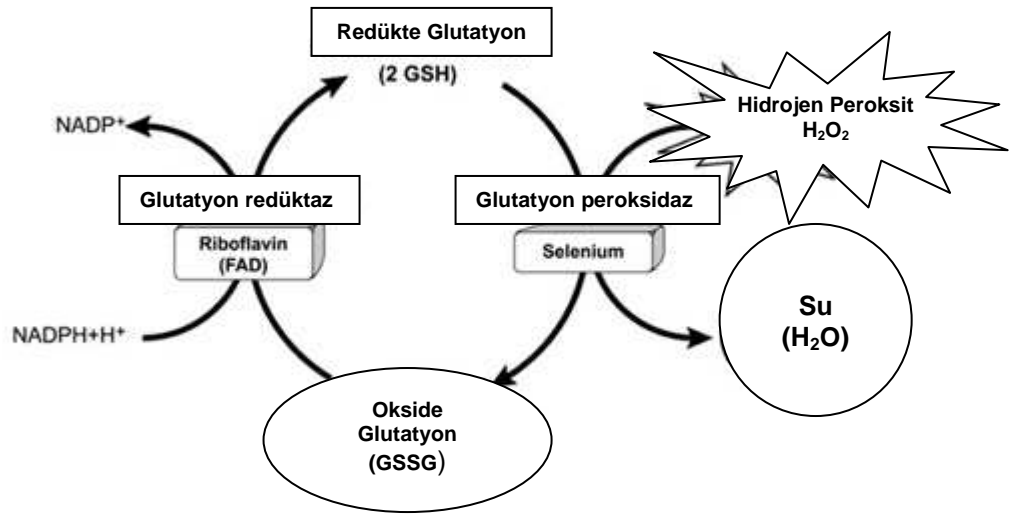 Redükte Glutatyon
(2 GSH)
Hidrojen Peroksit
H₂O₂
NADP⁺
Glutatyon redüktaz
Glutatyon peroksidaz
Riboflavin
(FAD)
Selenium
Su
(H₂O)
NADPH+H⁺
Okside
Glutatyon
(GSSG)